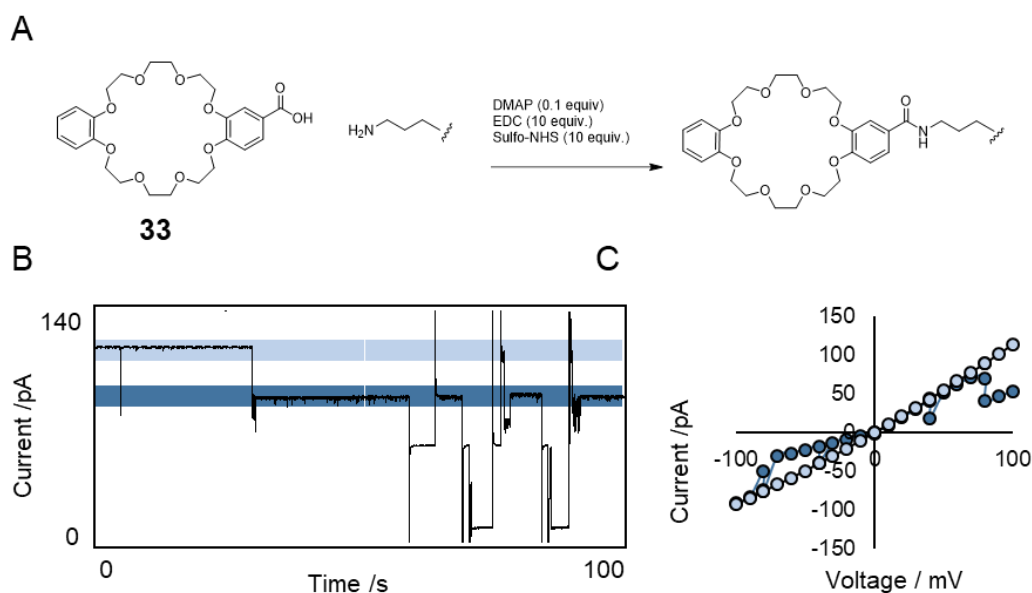 A
O
O
O
O
O
O
O
O
O
OH
33
H₂N
DMAP (0.1 equiv)
EDC (10 equiv.)
Sulfo-NHS (10 equiv.)
O
O
O
O
O
O
O
O
O
N
H
B
140
Current /pA
0
0
Time /s
100
C
150
100
50
0
-50
-100
-150
-100
0
100
Current /pA
Voltage / mV